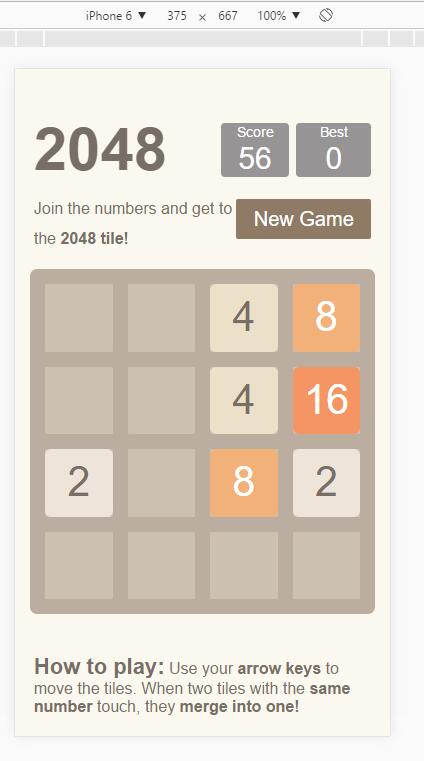 iPhone 6 ▼ 375 × 667 100% ▼
2048
Score Best
56 0
Join the numbers and get to
the 2048 tile!
New Game
4 8
4 16
2 8 2
How to play: Use your arrow keys to
move the tiles. When two tiles with the same
number touch, they merge into one!